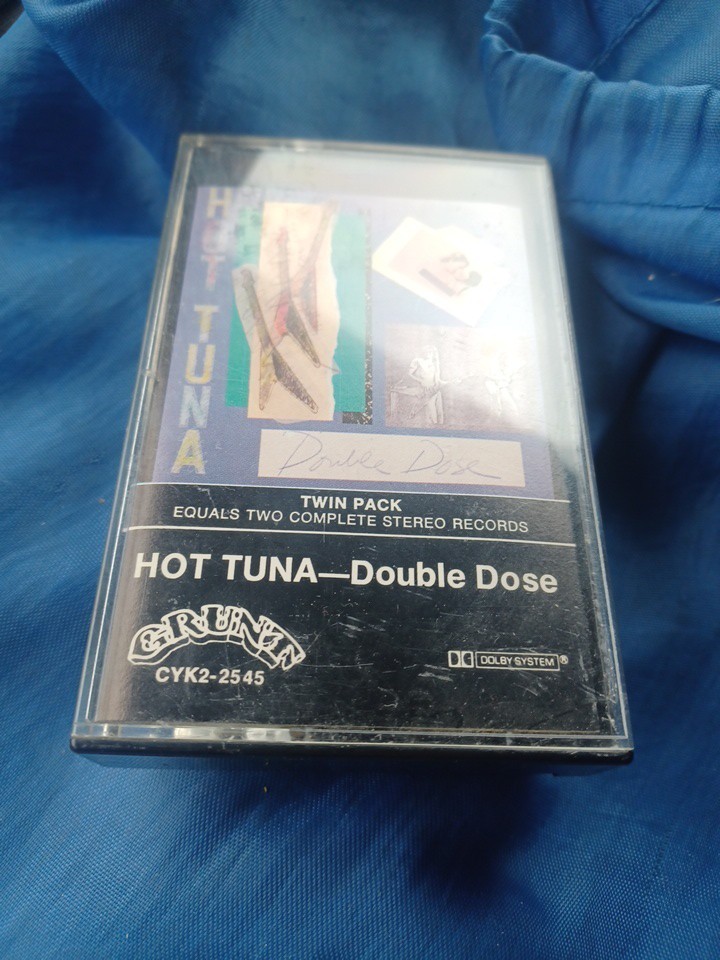 HOT TUNA
Double Dose
TWIN PACK
EQUALS TWO COMPLETE STEREO RECORDS
HOT TUNA—Double Dose
GRUNT
CYK2-2545
DOLBY SYSTEM®